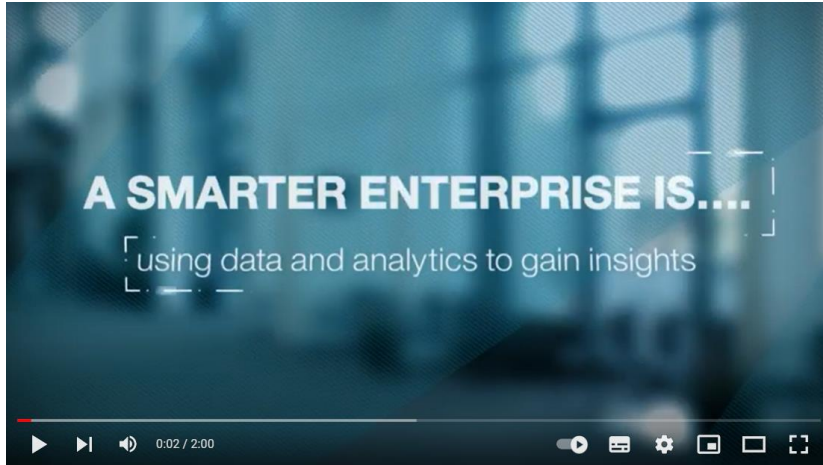 A SMARTER ENTERPRISE IS....
using data and analytics to gain insights
0:02 / 2:00